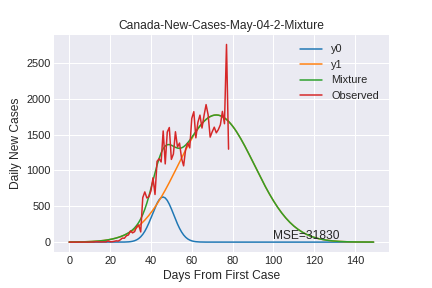 Canada-New-Cases-May-04-2-Mixture
Daily New Cases
2500
2000
1500
1000
500
0
y0
y1
Mixture
Observed
MSE=31830
0 20 40 60 80 100 120 140
Days From First Case